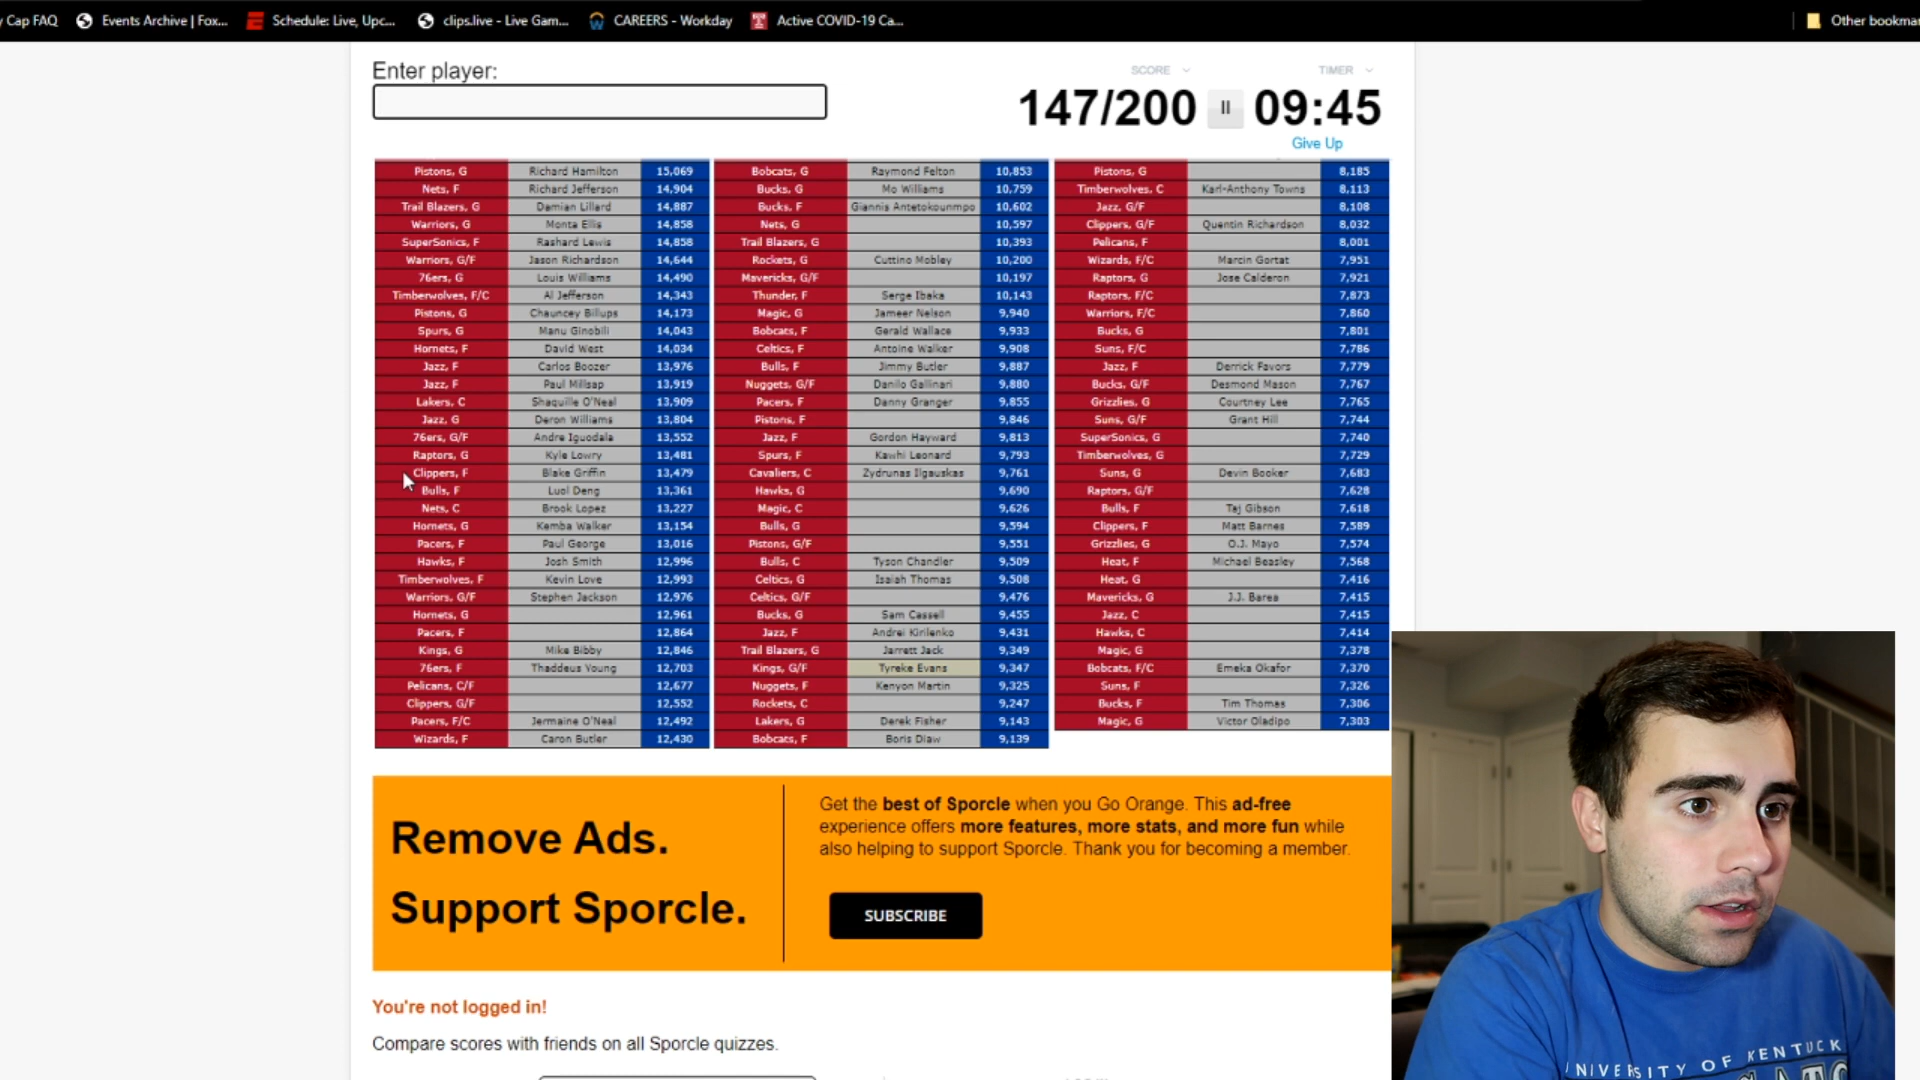 y Cap FAQ Events Archive | Fox... Schedule: Live, Upc... clips.live - Live Gam... CAREERS - Workday Active COVID-19 Ca... Other bookmar
Enter player:
SCORE TIMER
147/200 09:45
Give Up
Pistons, G Richard Hamilton 15,069
Nets, F Richard Jefferson 14,904
Trail Blazers, G Damian Lillard 14,887
Warriors, G Monta Ellis 14,858
SuperSonics, F Rashard Lewis 14,858
Warriors, G/F Jason Richardson 14,644
76ers, G Louis Williams 14,490
Timberwolves, F/C Al Jefferson 14,343
Pistons, G Chauncey Billups 14,173
Spurs, G Manu Ginobili 14,043
Hornets, F David West 14,034
Jazz, F Carlos Boozer 13,976
Jazz, F Paul Millsap 13,919
Lakers, C Shaquille O'Neal 13,909
Jazz, G Deron Williams 13,804
76ers, G/F Andre Iguodala 13,552
Raptors, G Kyle Lowry 13,481
Clippers, F Blake Griffin 13,479
Bulls, F Luol Deng 13,361
Nets, C Brook Lopez 13,227
Hornets, G Kemba Walker 13,154
Pacers, F Paul George 13,016
Hawks, F Josh Smith 12,996
Timberwolves, F Kevin Love 12,993
Warriors, G/F Stephen Jackson 12,976
Hornets, G 12,961
Pacers, F 12,864
Kings, G Mike Bibby 12,846
76ers, F Thaddeus Young 12,703
Pelicans, C/F 12,677
Clippers, G/F 12,552
Pacers, F/C Jermaine O'Neal 12,492
Wizards, F Caron Butler 12,430
Bobcats, G Raymond Felton 10,853
Bucks, G Mo Williams 10,759
Bucks, F Giannis Antetokounmpo 10,602
Nets, G 10,597
Trail Blazers, G 10,393
Rockets, G Cuttino Mobley 10,200
Mavericks, G/F 10,197
Thunder, F Serge Ibaka 10,143
Magic, G Jameer Nelson 9,940
Bobcats, F Gerald Wallace 9,933
Celtics, F Antoine Walker 9,908
Bulls, F Jimmy Butler 9,887
Nuggets, G/F Danilo Gallinari 9,880
Pacers, F Danny Granger 9,855
Pistons, F 9,846
Jazz, F Gordon Hayward 9,813
Spurs, F Kawhi Leonard 9,793
Cavaliers, C Zydrunas Ilgauskas 9,761
Hawks, G 9,690
Magic, C 9,626
Bulls, G 9,594
Pistons, G/F 9,551
Bulls, C Tyson Chandler 9,509
Celtics, G Isaiah Thomas 9,508
Celtics, G/F 9,476
Bucks, G Sam Cassell 9,455
Jazz, F Andrei Kirilenko 9,431
Trail Blazers, G Jarrett Jack 9,349
Kings, G/F Tyreke Evans 9,347
Nuggets, F Kenyon Martin 9,325
Rockets, C 9,247
Lakers, G Derek Fisher 9,143
Bobcats, F Boris Diaw 9,139
Pistons, G 8,185
Timberwolves, C Karl-Anthony Towns 8,113
Jazz, G/F 8,108
Clippers, G/F Quentin Richardson 8,032
Pelicans, F 8,001
Wizards, F/C Marcin Gortat 7,951
Raptors, G Jose Calderon 7,921
Raptors, F/C 7,873
Warriors, F/C 7,860
Bucks, G 7,801
Suns, F/C 7,786
Jazz, F Derrick Favors 7,779
Bucks, G/F Desmond Mason 7,767
Grizzlies, G Courtney Lee 7,765
Suns, G/F Grant Hill 7,744
SuperSonics, G 7,740
Timberwolves, G 7,729
Suns, G Devin Booker 7,683
Raptors, G/F 7,628
Bulls, F Taj Gibson 7,618
Clippers, F Matt Barnes 7,589
Grizzlies, G O.J. Mayo 7,574
Heat, F Michael Beasley 7,568
Heat, G 7,416
Mavericks, G J.J. Barea 7,415
Jazz, C 7,415
Hawks, C 7,414
Magic, G 7,378
Bobcats, F/C Emeka Okafor 7,370
Suns, F 7,326
Bucks, F Tim Thomas 7,306
Magic, G Victor Oladipo 7,303
Remove Ads.
Support Sporcle.
Get the best of Sporcle when you Go Orange. This ad-free
experience offers more features, more stats, and more fun while
also helping to support Sporcle. Thank you for becoming a member.
SUBSCRIBE
You're not logged in!
Compare scores with friends on all Sporcle quizzes.
UNIVERSITY OF KENTUCK